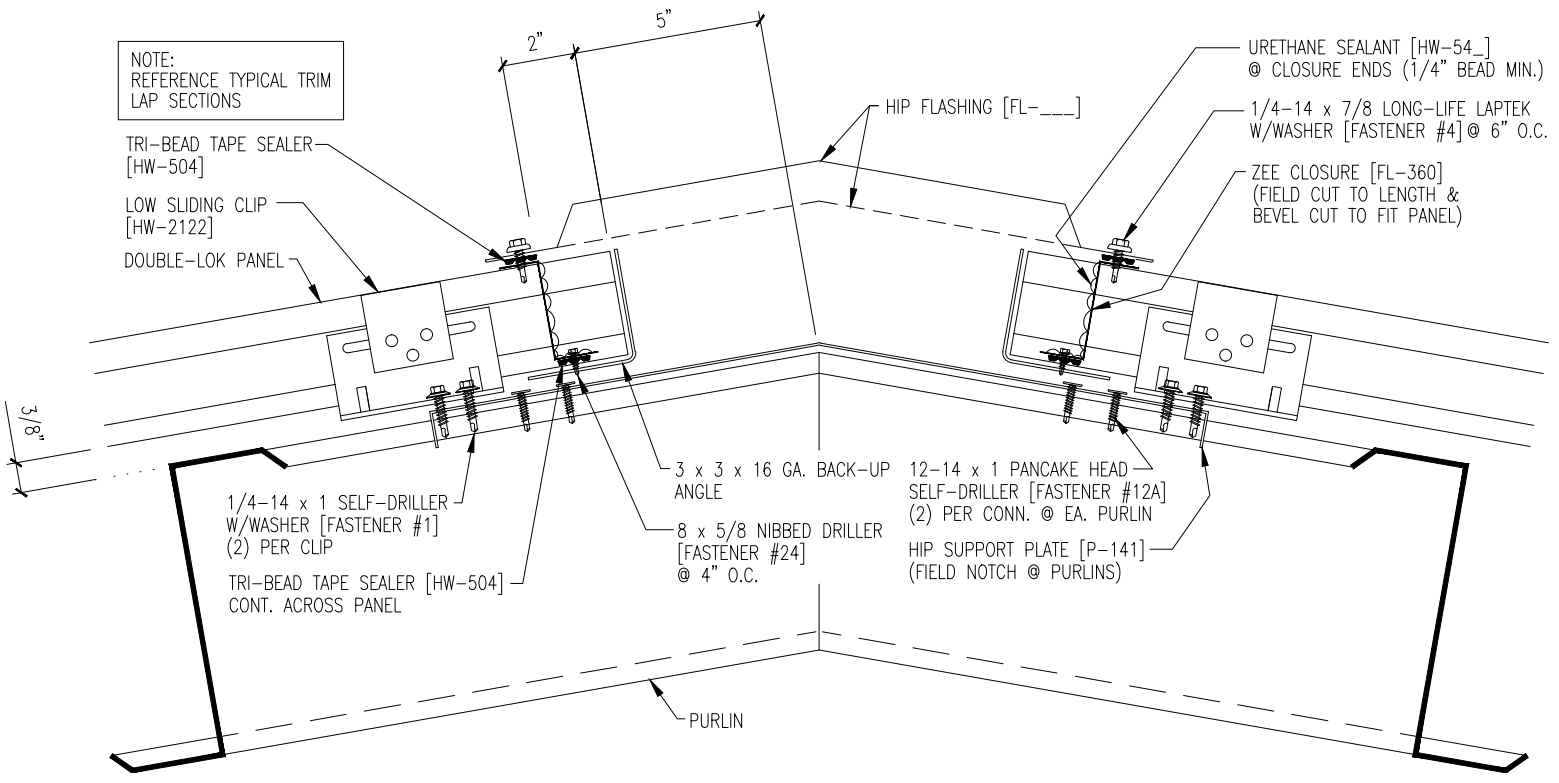 NOTE:
REFERENCE TYPICAL TRIM
LAP SECTIONS
TRI-BEAD TAPE SEALER
[HW-504]
LOW SLIDING CLIP
[HW-2122]
DOUBLE-LOK PANEL
2"
5"
HIP FLASHING [FL-___]
URETHANE SEALANT [HW-54_]
@ CLOSURE ENDS (1/4" BEAD MIN.)
1/4-14 x 7/8 LONG-LIFE LAPTEK
W/WASHER [FASTENER #4] @ 6" O.C.
ZEE CLOSURE [FL-360]
(FIELD CUT TO LENGTH &
BEVEL CUT TO FIT PANEL)
3/8"
1/4-14 x 1 SELF-DRILLER
W/WASHER [FASTENER #1]
(2) PER CLIP
TRI-BEAD TAPE SEALER [HW-504]
CONT. ACROSS PANEL
3 x 3 x 16 GA. BACK-UP
ANGLE
8 x 5/8 NIBBED DRILLER
[FASTENER #24]
@ 4" O.C.
12-14 x 1 PANCAKE HEAD
SELF-DRILLER [FASTENER #12A]
(2) PER CONN. @ EA. PURLIN
HIP SUPPORT PLATE [P-141]
(FIELD NOTCH @ PURLINS)
PURLIN